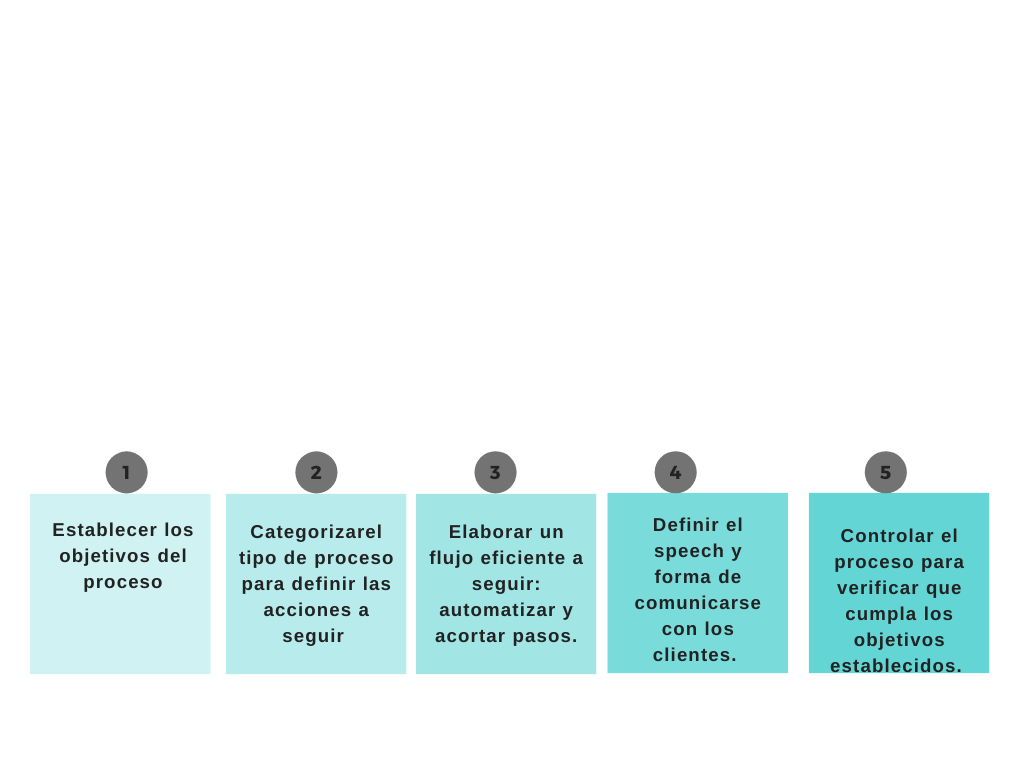 1
Establecer los
objetivos del
proceso
2
Categorizarel
tipo de proceso
para definir las
acciones a
seguir
3
Elaborar un
flujo eficiente a
seguir:
automatizar y
acortar pasos.
4
Definir el
speech y
forma de
comunicarse
con los
clientes.
5
Controlar el
proceso para
verificar que
cumpla los
objetivos
establecidos.